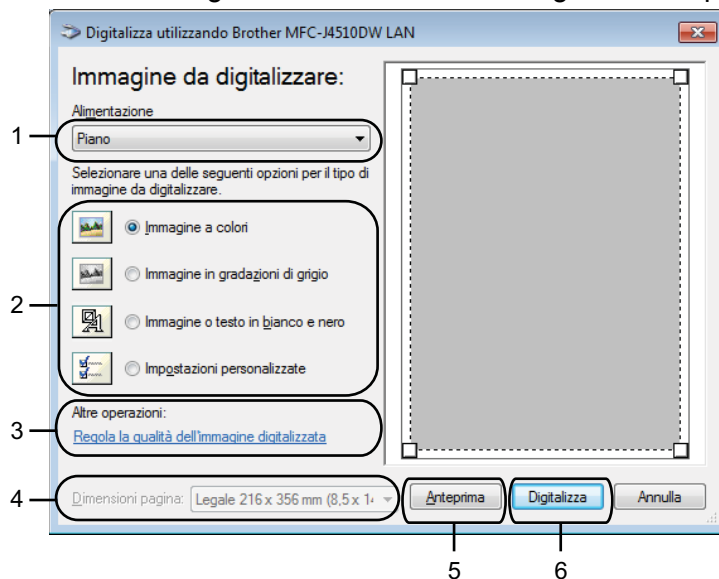 Digitalizza utilizzando Brother MFC-J4510DW LAN
Immagine da digitalizzare:
Alimentazione
1
Piano
Selezionare una delle seguenti opzioni per il tipo di
immagine da digitalizzare.
Immagine a colori
Immagine in gradazioni di grigio
2
Immagine o testo in bianco e nero
Impostazioni personalizzate
Altre operazioni:
3
Regola la qualità dell'immagine digitalizzata
4
Dimensioni pagina: Legale 216 x 356 mm (8,5 x 14
Anteprima
Digitalizza
Annulla
5
6